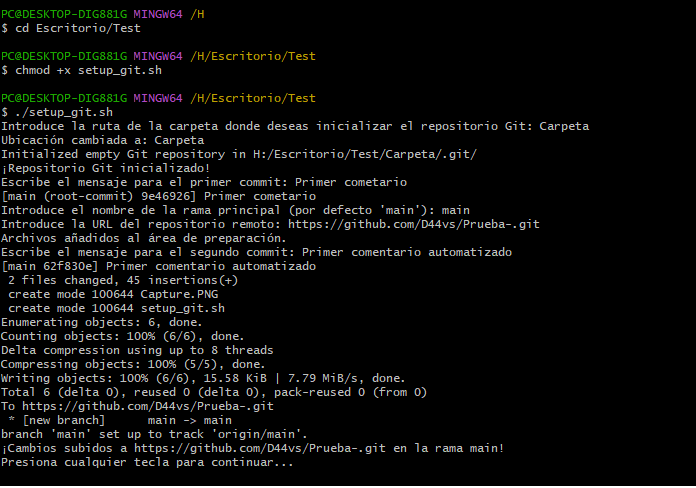 PC@DESKTOP-DIG881G MINGW64 /H
$ cd Escritorio/Test
PC@DESKTOP-DIG881G MINGW64 /H/Escritorio/Test
$ chmod +x setup_git.sh
PC@DESKTOP-DIG881G MINGW64 /H/Escritorio/Test
$ ./setup_git.sh
Introduce la ruta de la carpeta donde deseas inicializar el repositorio Git: Carpeta
Ubicación cambiada a: Carpeta
Initialized empty Git repository in H:/Escritorio/Test/Carpeta/.git/
¡Repositorio Git inicializado!
Escribe el mensaje para el primer commit: Primer cometario
[main (root-commit) 9e46926] Primer cometario
Introduce el nombre de la rama principal (por defecto 'main'): main
Introduce la URL del repositorio remoto: https://github.com/D44vs/Prueba-.git
Archivos añadidos al área de preparación.
Escribe el mensaje para el segundo commit: Primer comentario automatizado
[main 62f830e] Primer comentario automatizado
 2 files changed, 45 insertions(+)
 create mode 100644 Capture.PNG
 create mode 100644 setup_git.sh
Enumerating objects: 6, done.
Counting objects: 100% (6/6), done.
Delta compression using up to 8 threads
Compressing objects: 100% (5/5), done.
Writing objects: 100% (6/6), 15.58 KiB | 7.79 MiB/s, done.
Total 6 (delta 0), reused 0 (delta 0), pack-reused 0 (from 0)
To https://github.com/D44vs/Prueba-.git
 * [new branch]      main -> main
branch 'main' set up to track 'origin/main'.
¡Cambios subidos a https://github.com/D44vs/Prueba-.git en la rama main!
Presiona cualquier tecla para continuar...